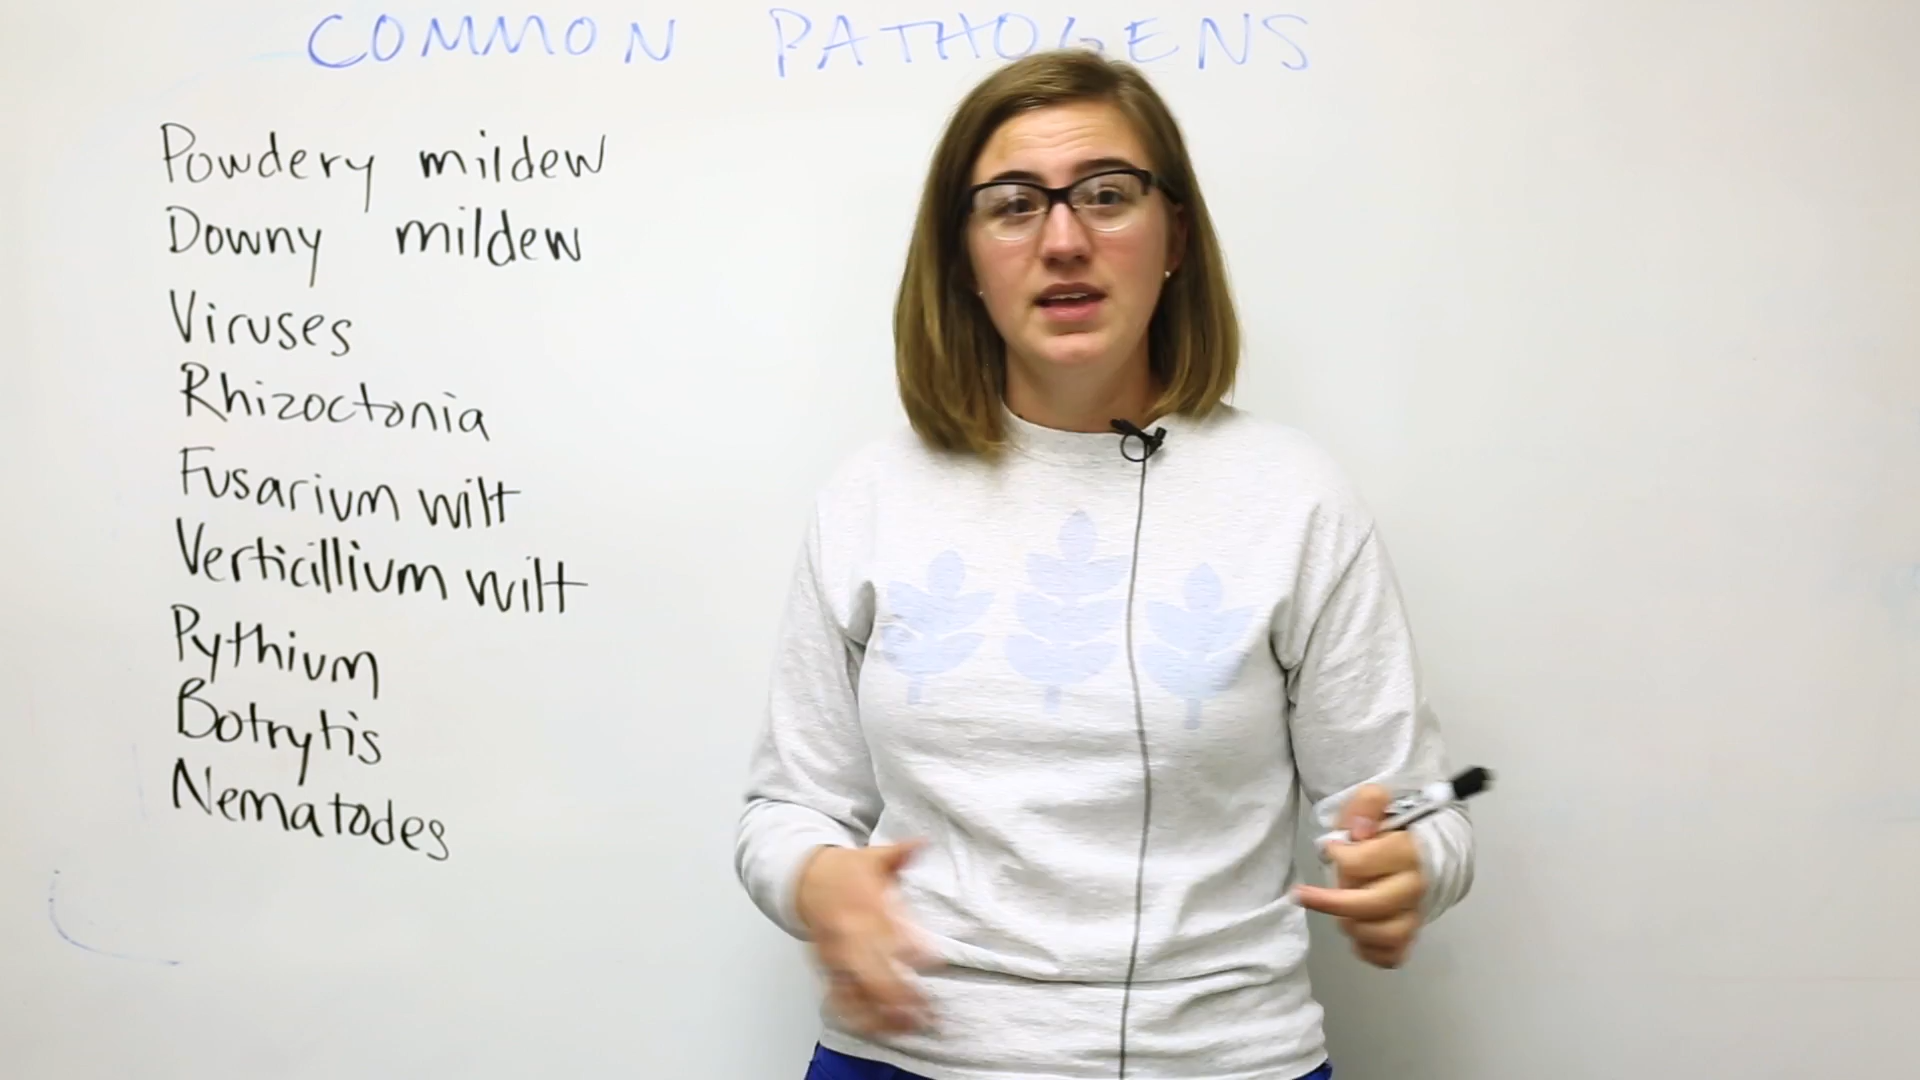 COMMON PATHOGENS
Powdery mildew
Downy mildew
Viruses
Rhizoctonia
Fusarium wilt
Verticillium wilt
Pythium
Botrytis
Nematodes